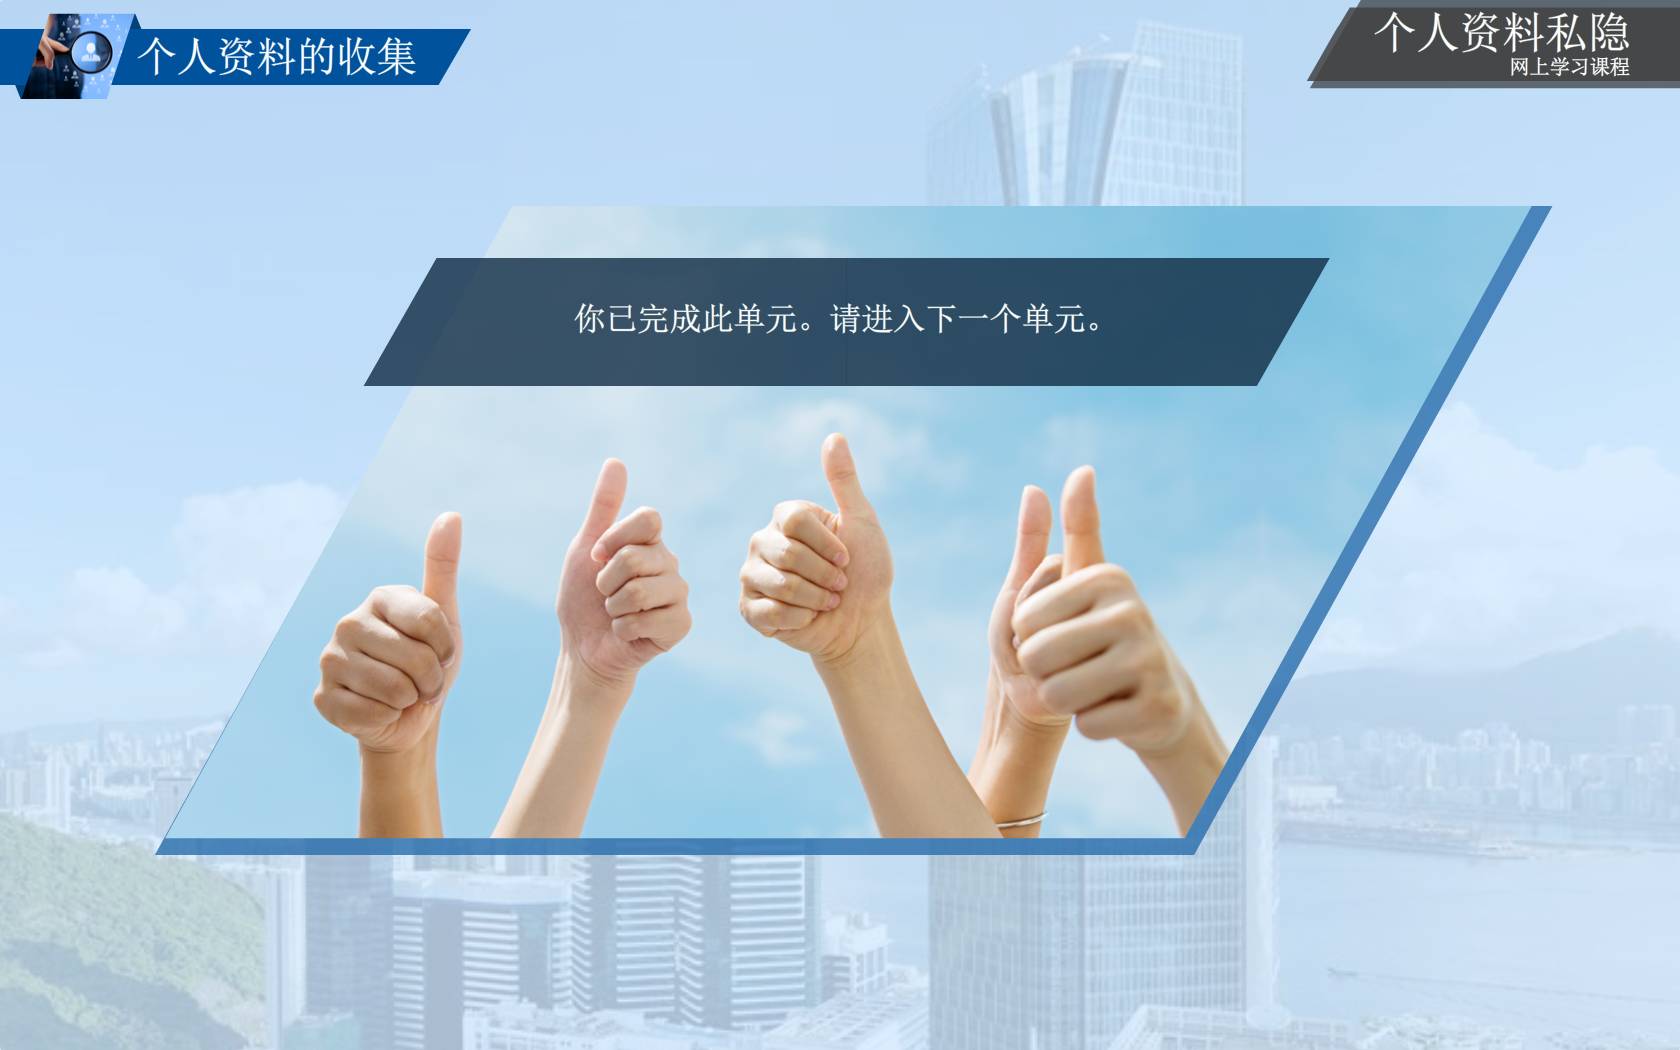 个人资料的收集
个人资料私隐
网上学习课程
你已完成此单元。请进入下一个单元。